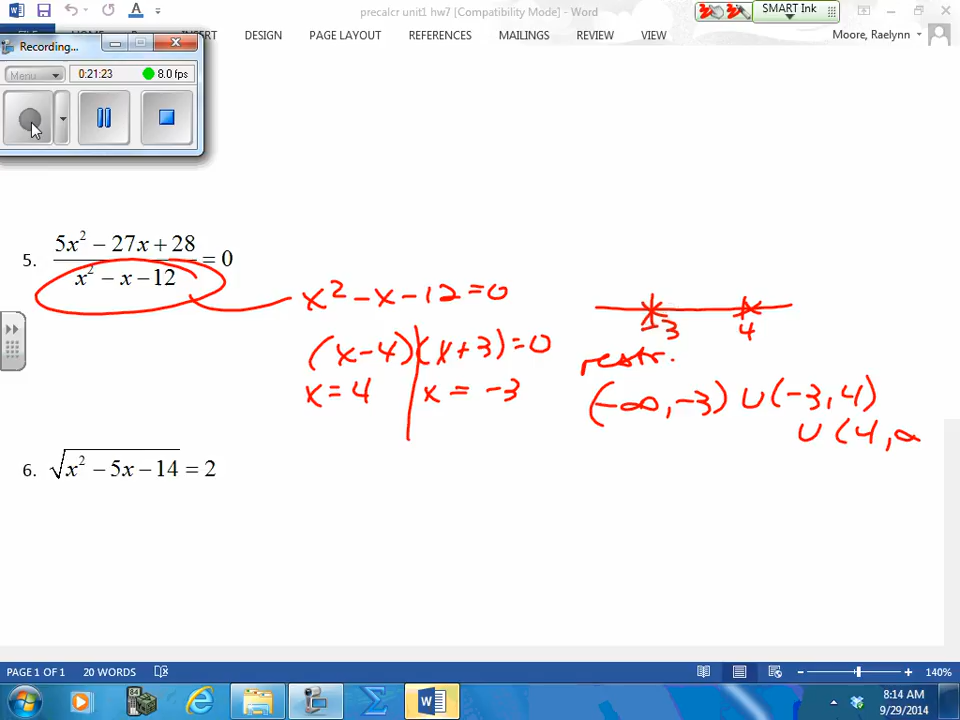 precalcr unit1 hw7 [Compatibility Mode] - Word
SMART Ink
DESIGN PAGE LAYOUT REFERENCES MAILINGS REVIEW VIEW Moore, Raelynn
Recording...
Menu 0:21:23 8.0 fps
5. (5x² − 27x + 28)/(x² − x − 12) = 0
x² − x − 12 = 0
(x − 4)(x + 3) = 0
x = 4 x = −3
-3 4
restr.
(−∞, −3) ∪ (−3, 4)
∪ (4, ∞
6. √(x² − 5x − 14) = 2
PAGE 1 OF 1 20 WORDS 140%
84
8:14 AM
9/29/2014